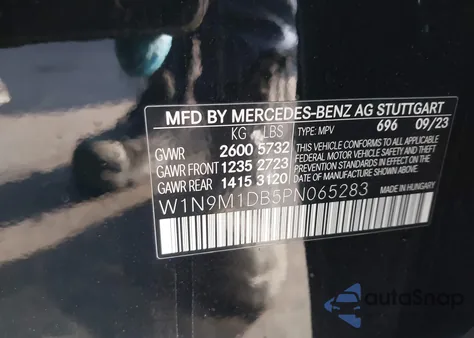 MFD BY MERCEDES-BENZ AG STUTTGART
KG LBS TYPE: MPV 696 09/23
GVWR 2600 5732
GAWR FRONT 1235 2723
GAWR REAR 1415 3120
THIS VEHICLE CONFORMS TO ALL APPLICABLE
FEDERAL MOTOR VEHICLE SAFETY, BUMPER, AND THEFT
PREVENTION STANDARDS IN EFFECT ON THE DATE OF
MANUFACTURE SHOWN ABOVE.
W1N9M1DB5PN065283 MADE IN HUNGARY
autoSnap